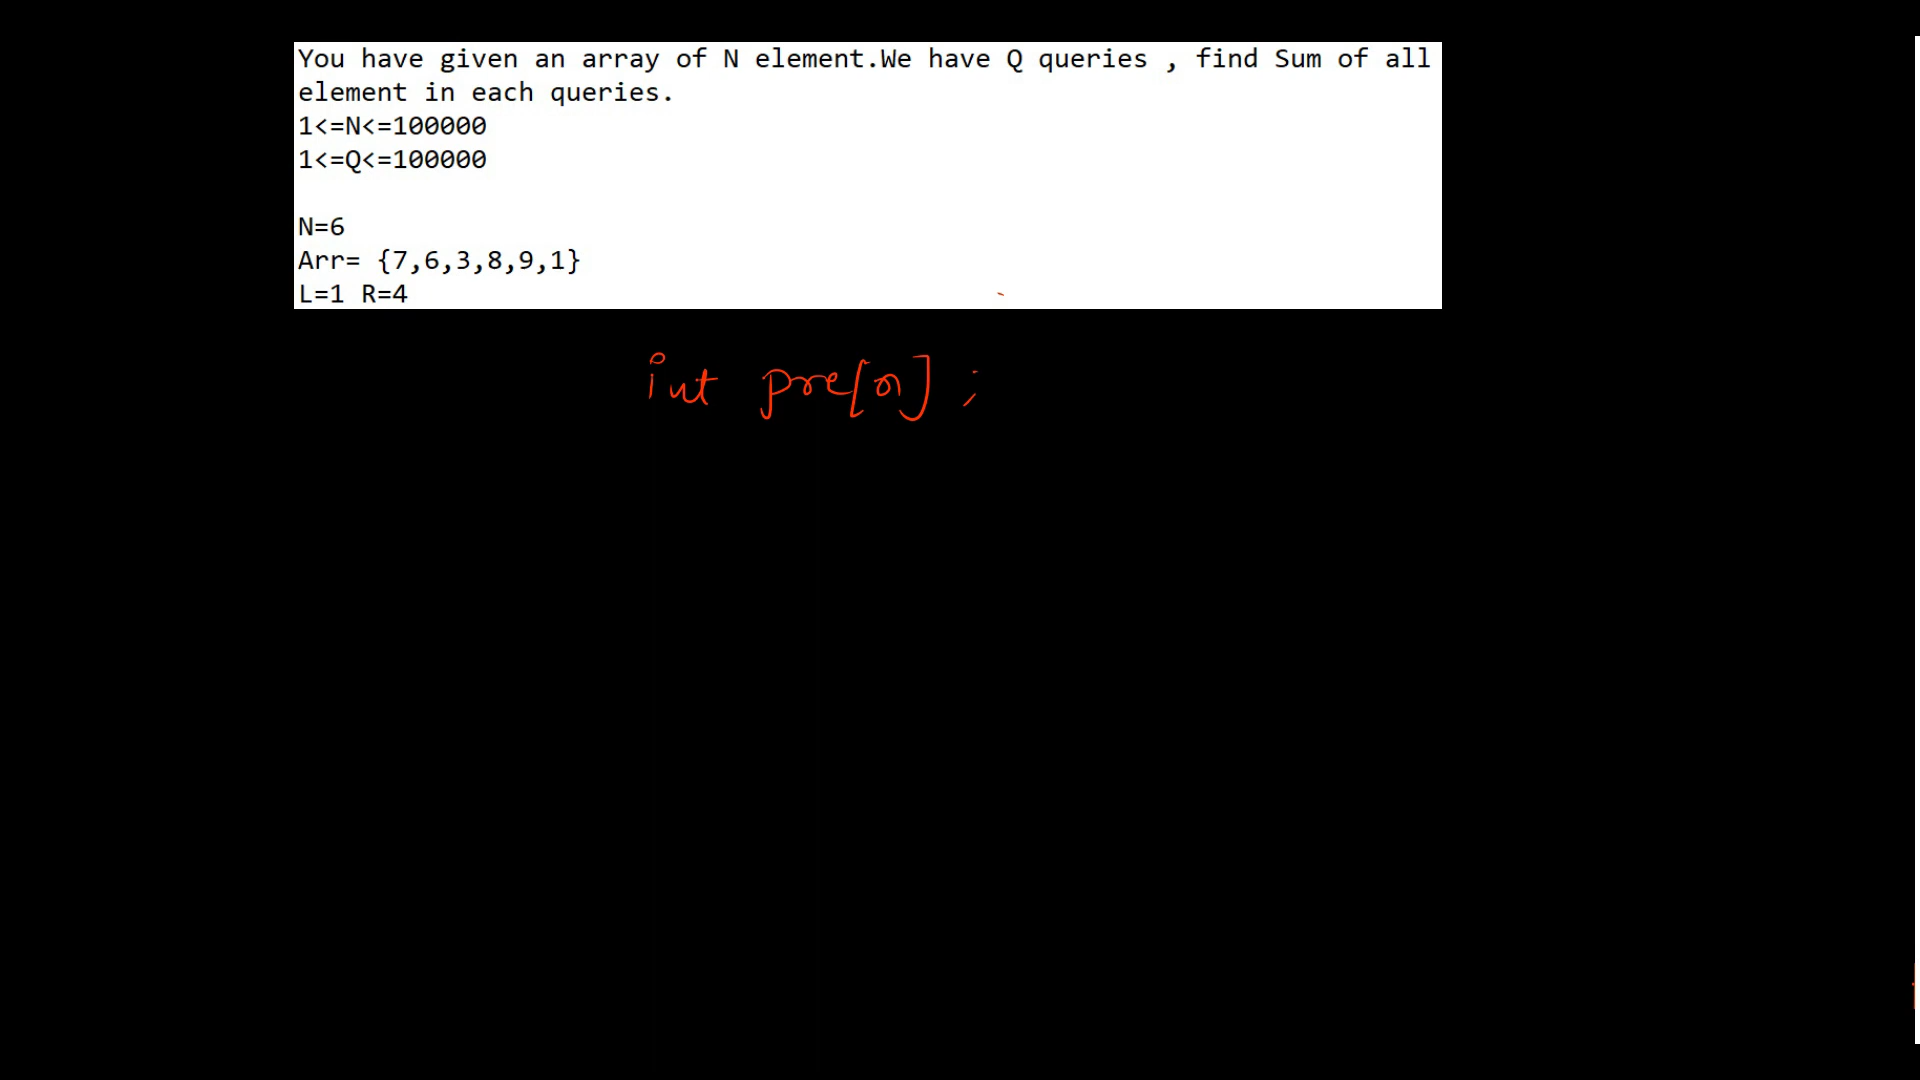 You have given an array of N element.We have Q queries , find Sum of all
element in each queries.
1<=N<=100000
1<=Q<=100000
N=6
Arr= {7,6,3,8,9,1}
L=1 R=4
int pre[n] ;